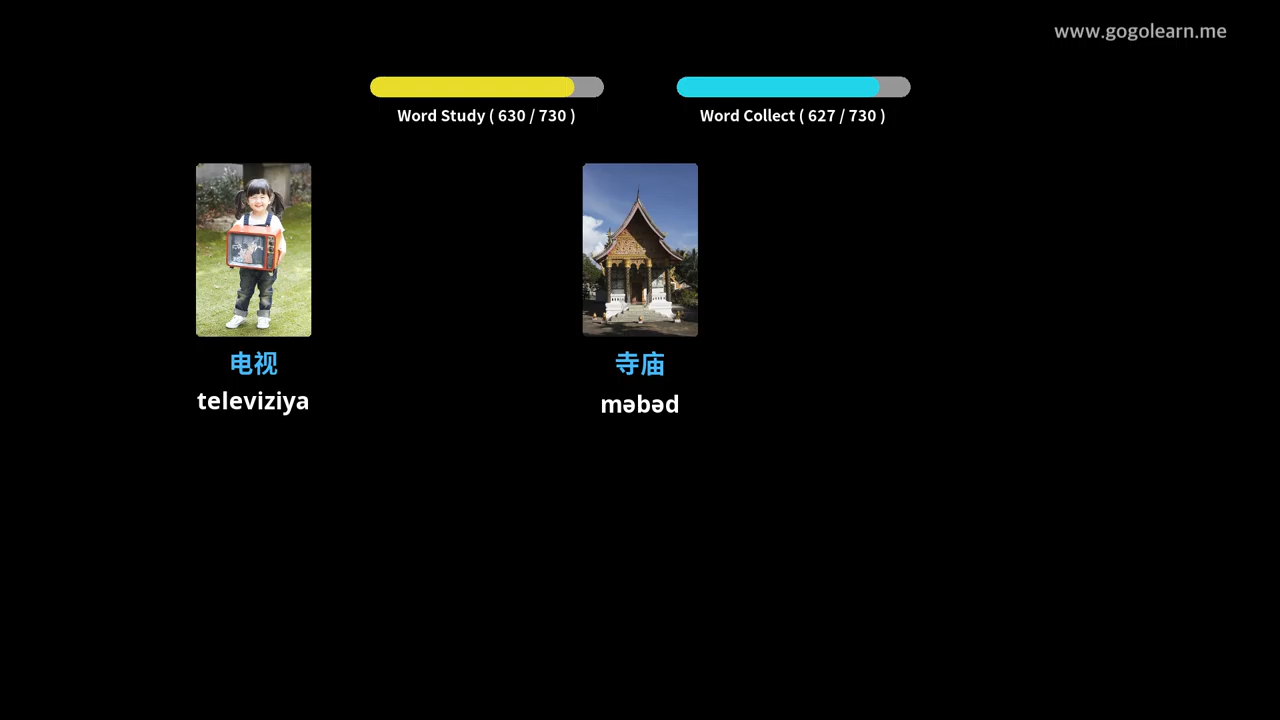 www.gogolearn.me
Word Study ( 630 / 730 )
Word Collect ( 627 / 730 )
电视
televiziya
寺庙
məbəd